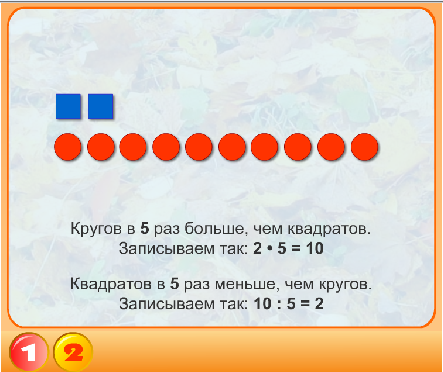 Кругов в 5 раз больше, чем квадратов.
Записываем так: 2 • 5 = 10
Квадратов в 5 раз меньше, чем кругов.
Записываем так: 10 : 5 = 2
1 2